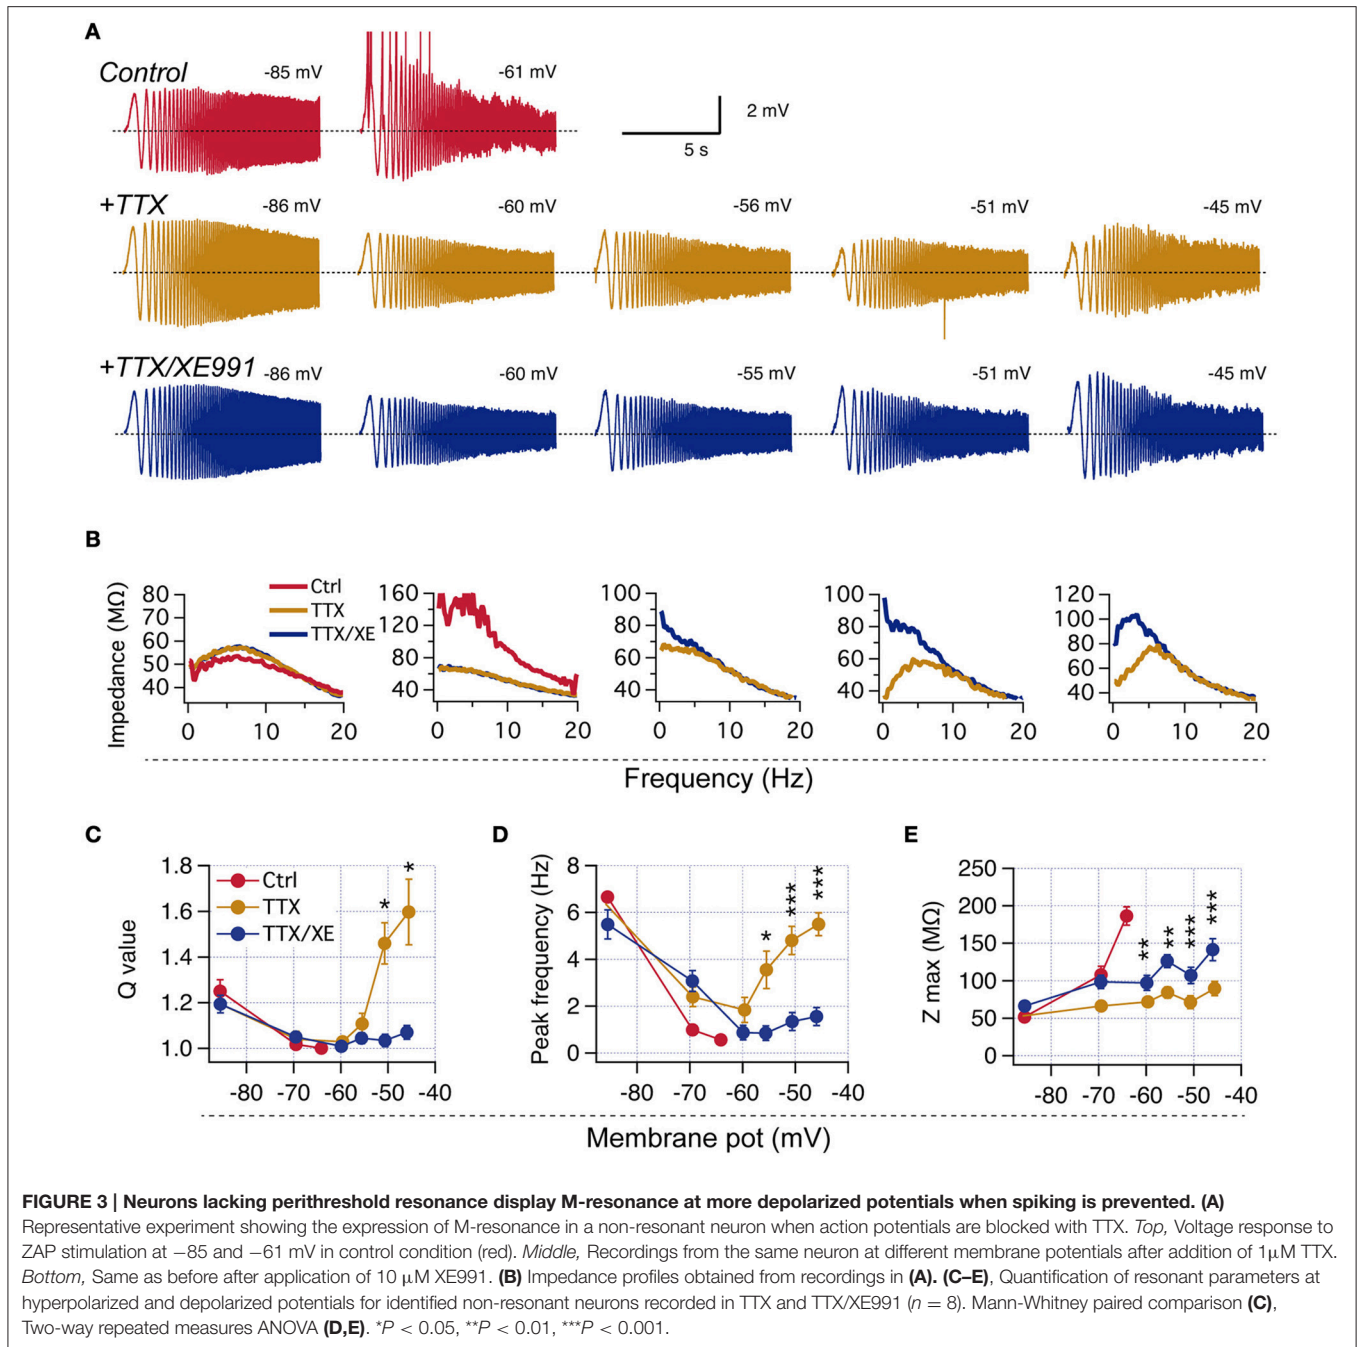 A
Control
-85 mV
-61 mV
2 mV
5 s
+TTX
-86 mV
-60 mV
-56 mV
-51 mV
-45 mV
+TTX/XE991
-86 mV
-60 mV
-55 mV
-51 mV
-45 mV
B
Impedance (MΩ)
80
70
60
50
40
0
10
20
Ctrl
TTX
TTX/XE
160
120
80
40
0
10
20
100
80
60
40
0
10
20
100
80
60
40
0
10
20
120
100
80
60
40
0
10
20
Frequency (Hz)
C
Q value
1.8
1.6
1.4
1.2
1.0
Ctrl
TTX
TTX/XE
*
*
-80
-70
-60
-50
-40
D
Peak frequency (Hz)
8
6
4
2
0
*
***
***
-80
-70
-60
-50
-40
E
Z max (MΩ)
250
200
150
100
50
0
**
**
***
***
-80
-70
-60
-50
-40
Membrane pot (mV)
FIGURE 3 | Neurons lacking perithreshold resonance display M-resonance at more depolarized potentials when spiking is prevented. (A)
Representative experiment showing the expression of M-resonance in a non-resonant neuron when action potentials are blocked with TTX. Top, Voltage response to
ZAP stimulation at −85 and −61 mV in control condition (red). Middle, Recordings from the same neuron at different membrane potentials after addition of 1μM TTX.
Bottom, Same as before after application of 10 μM XE991. (B) Impedance profiles obtained from recordings in (A). (C–E), Quantification of resonant parameters at
hyperpolarized and depolarized potentials for identified non-resonant neurons recorded in TTX and TTX/XE991 (n = 8). Mann-Whitney paired comparison (C),
Two-way repeated measures ANOVA (D,E). *P < 0.05, **P < 0.01, ***P < 0.001.